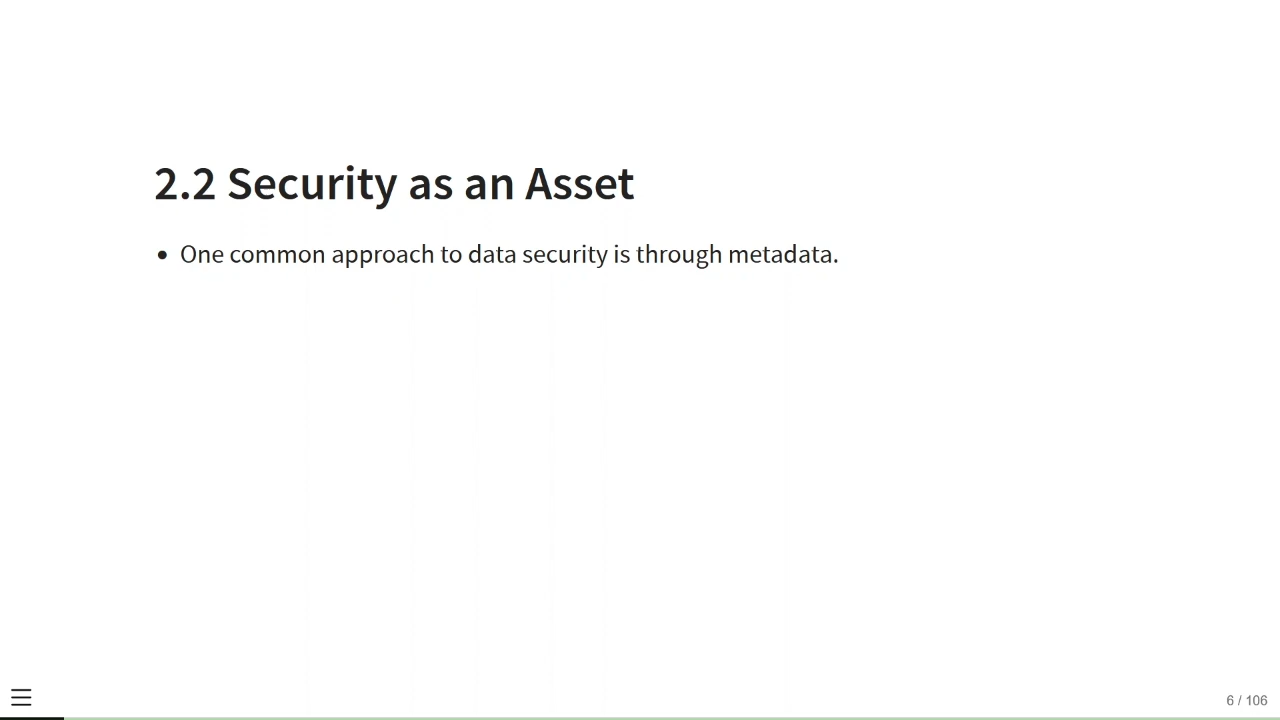 2.2 Security as an Asset
• One common approach to data security is through metadata.
6 / 106